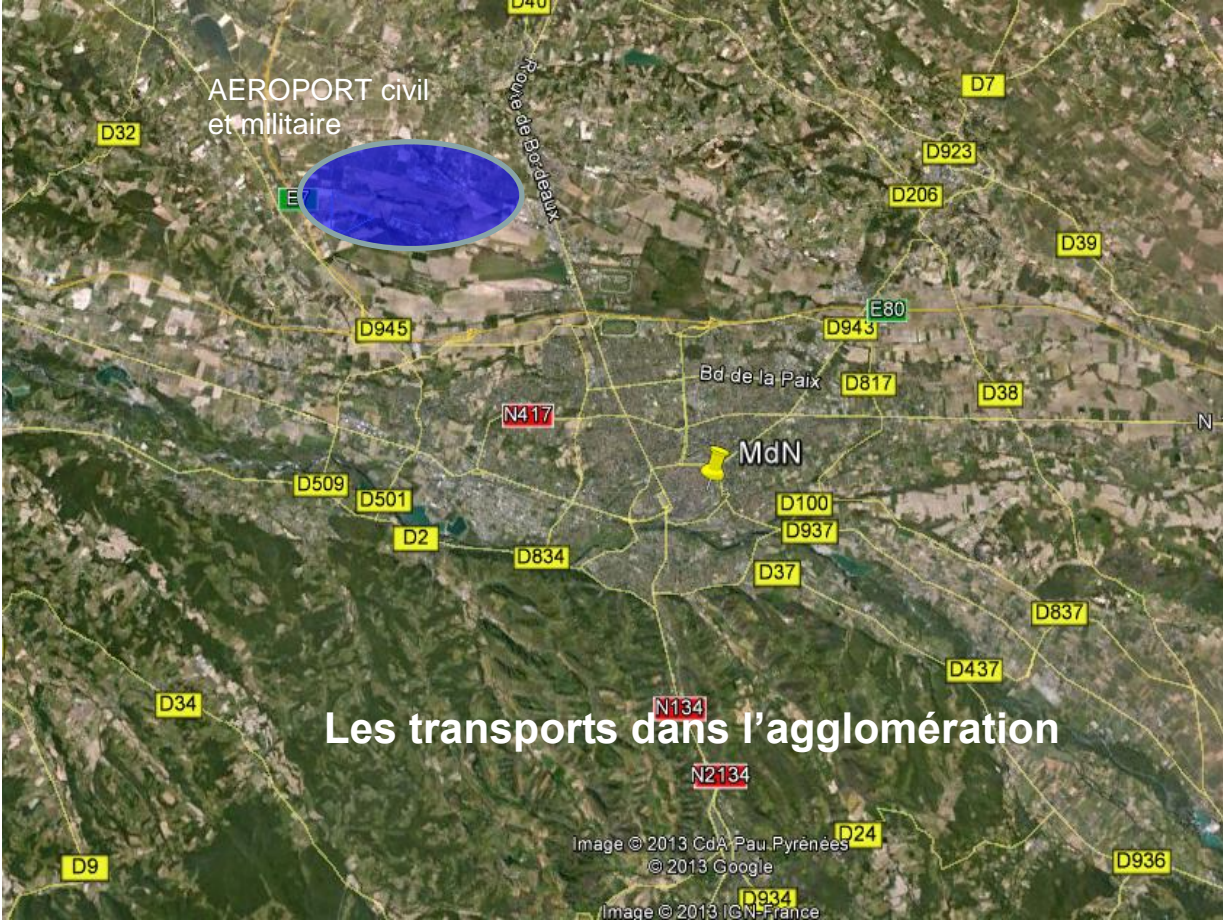 D40
AEROPORT civil
et militaire
Route de Bordeaux
D7
D32
D923
D206
E7
D39
E80
D945
D943
Bd de la Paix
D817
D38
N417
N
MdN
D509
D501
D100
D2
D937
D834
D37
D837
D437
D34
N134
Les transports dans l’agglomération
N2134
D24
Image © 2013 CdA Pau Pyrénées
© 2013 Google
D9
D936
D934
Image © 2013 IGN-France